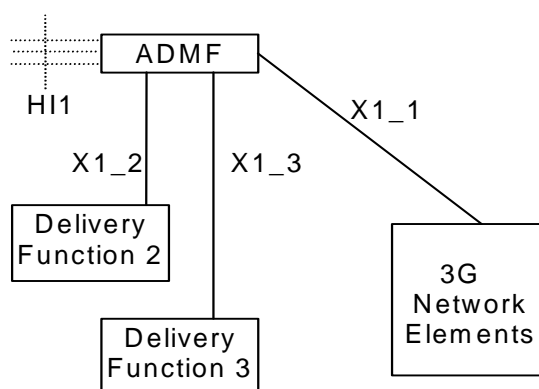 ADMF
HI1
X1_1
X1_2
X1_3
Delivery
Function 2
3G
Network
Elements
Delivery
Function 3